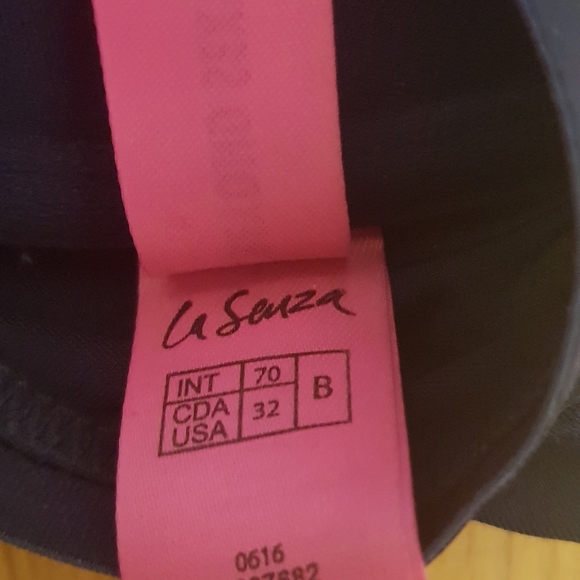 La Senza
INT 70 B
CDA 32
USA
0616